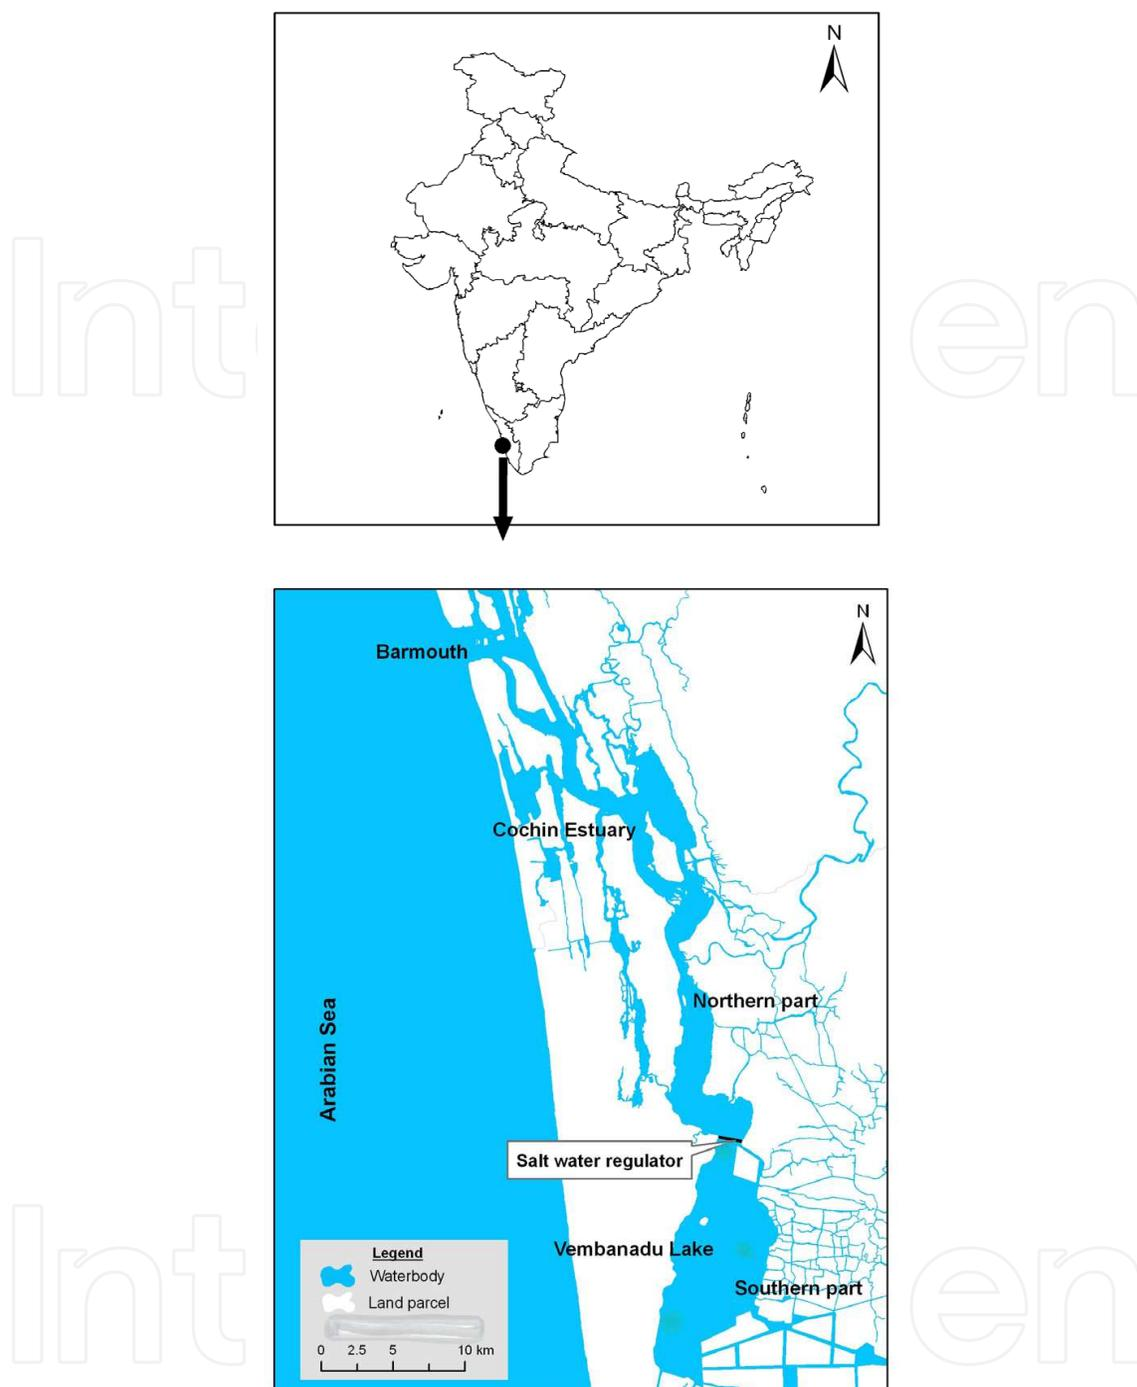 N
N
Barmouth
Cochin Estuary
Northern part
Arabian Sea
Salt water regulator
Vembanadu Lake
Southern part
Legend
Waterbody
Land parcel
0 2.5 5 10 km